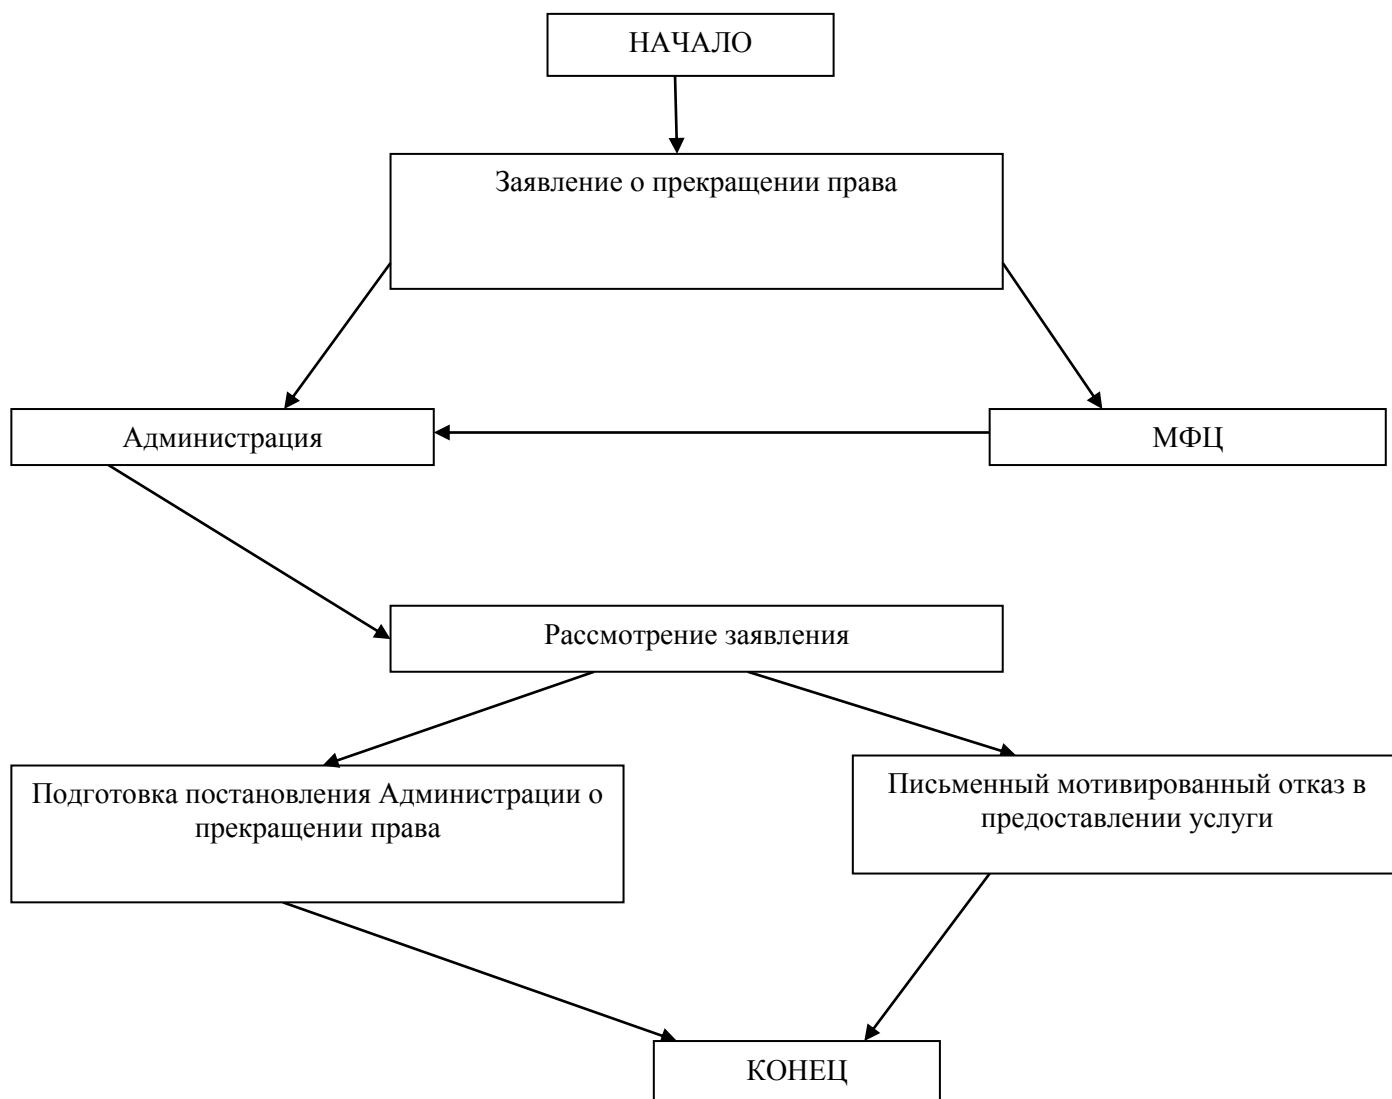 НАЧАЛО
Заявление о прекращении права
Администрация
МФЦ
Рассмотрение заявления
Подготовка постановления Администрации о
прекращении права
Письменный мотивированный отказ в
предоставлении услуги
КОНЕЦ